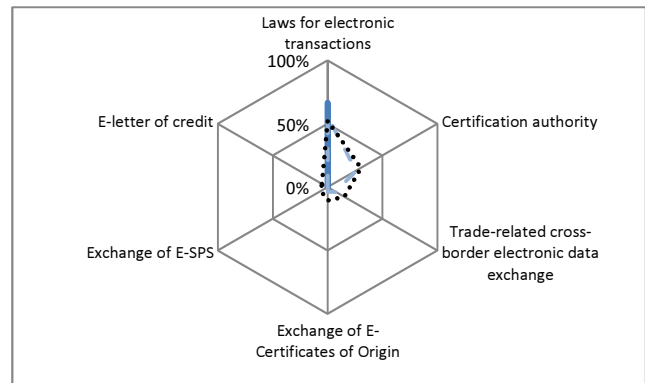 Laws for electronic
transactions
100%
50%
0%
E-letter of credit
Certification authority
Exchange of E-SPS
Trade-related cross-
border electronic data
exchange
Exchange of E-
Certificates of Origin